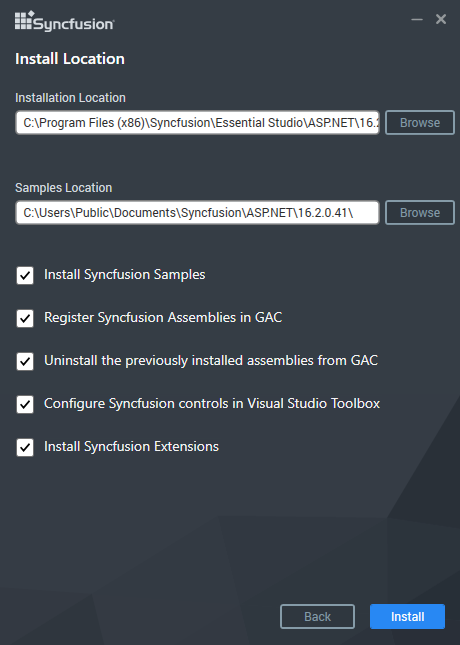 Syncfusion
Install Location
Installation Location
C:\Program Files (x86)\Syncfusion\Essential Studio\ASP.NET\16.2
Browse
Samples Location
C:\Users\Public\Documents\Syncfusion\ASP.NET\16.2.0.41\
Browse
Install Syncfusion Samples
Register Syncfusion Assemblies in GAC
Uninstall the previously installed assemblies from GAC
Configure Syncfusion controls in Visual Studio Toolbox
Install Syncfusion Extensions
Back
Install